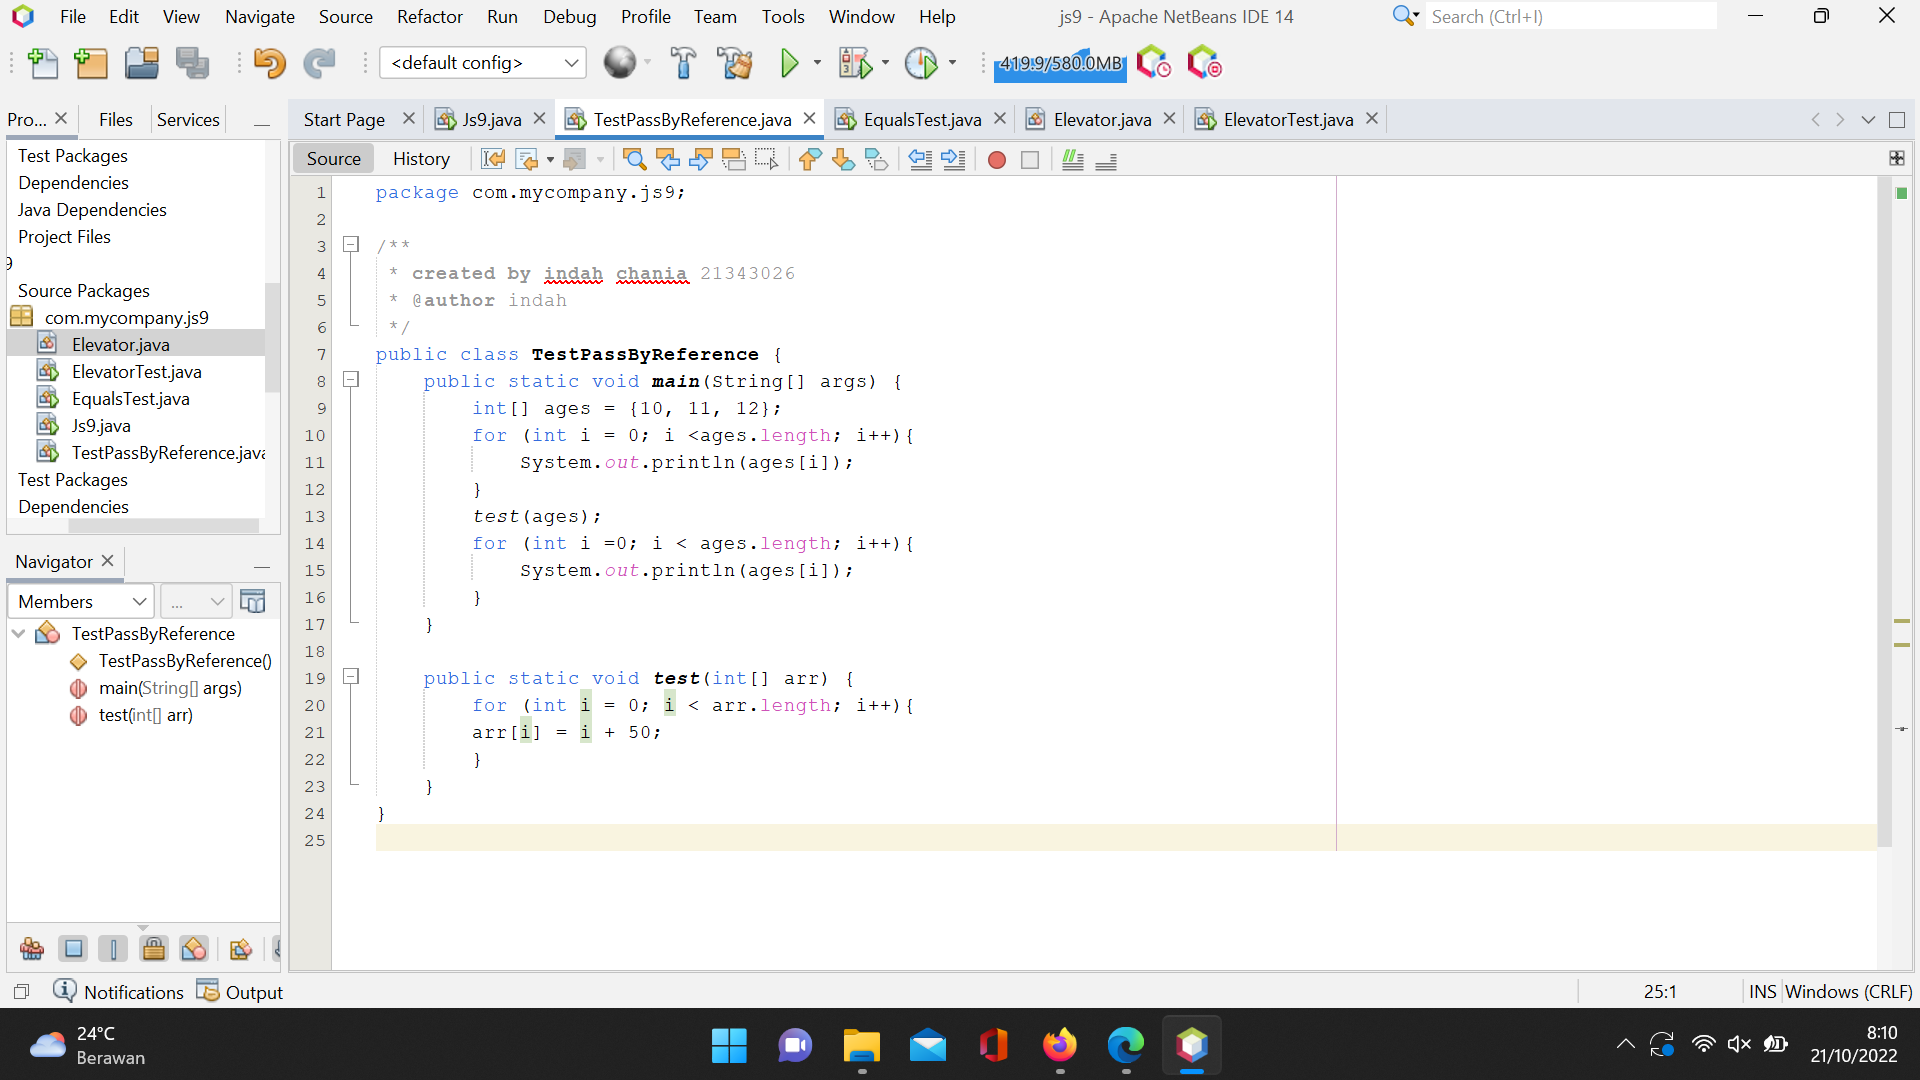 File Edit View Navigate Source Refactor Run Debug Profile Team Tools Window Help js9 - Apache NetBeans IDE 14 Search (Ctrl+I)
<default config> 419.9/580.0MB
Pro... Files Services Start Page Js9.java TestPassByReference.java EqualsTest.java Elevator.java ElevatorTest.java
Source History
Test Packages
Dependencies
Java Dependencies
Project Files
9
Source Packages
com.mycompany.js9
Elevator.java
ElevatorTest.java
EqualsTest.java
Js9.java
TestPassByReference.java
Test Packages
Dependencies
Navigator
Members ...
TestPassByReference
TestPassByReference()
main(String[] args)
test(int[] arr)
1 package com.mycompany.js9;
2
3 /**
4 * created by indah chania 21343026
5 * @author indah
6 */
7 public class TestPassByReference {
8 public static void main(String[] args) {
9 int[] ages = {10, 11, 12};
10 for (int i = 0; i <ages.length; i++){
11 System.out.println(ages[i]);
12 }
13 test(ages);
14 for (int i =0; i < ages.length; i++){
15 System.out.println(ages[i]);
16 }
17 }
18
19 public static void test(int[] arr) {
20 for (int i = 0; i < arr.length; i++){
21 arr[i] = i + 50;
22 }
23 }
24 }
25
Notifications Output 25:1 INS Windows (CRLF)
24°C
Berawan
8:10
21/10/2022